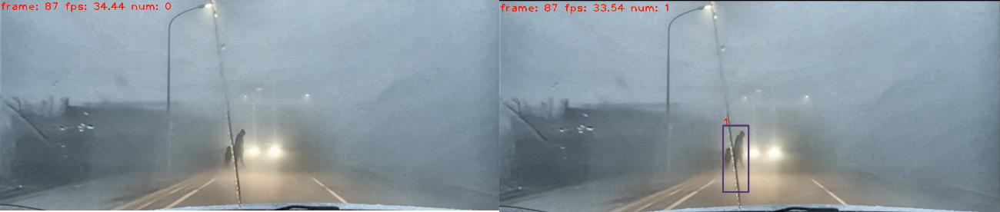 frame: 87 fps: 34.44 num: 0
frame: 87 fps: 33.54 num: 1
1